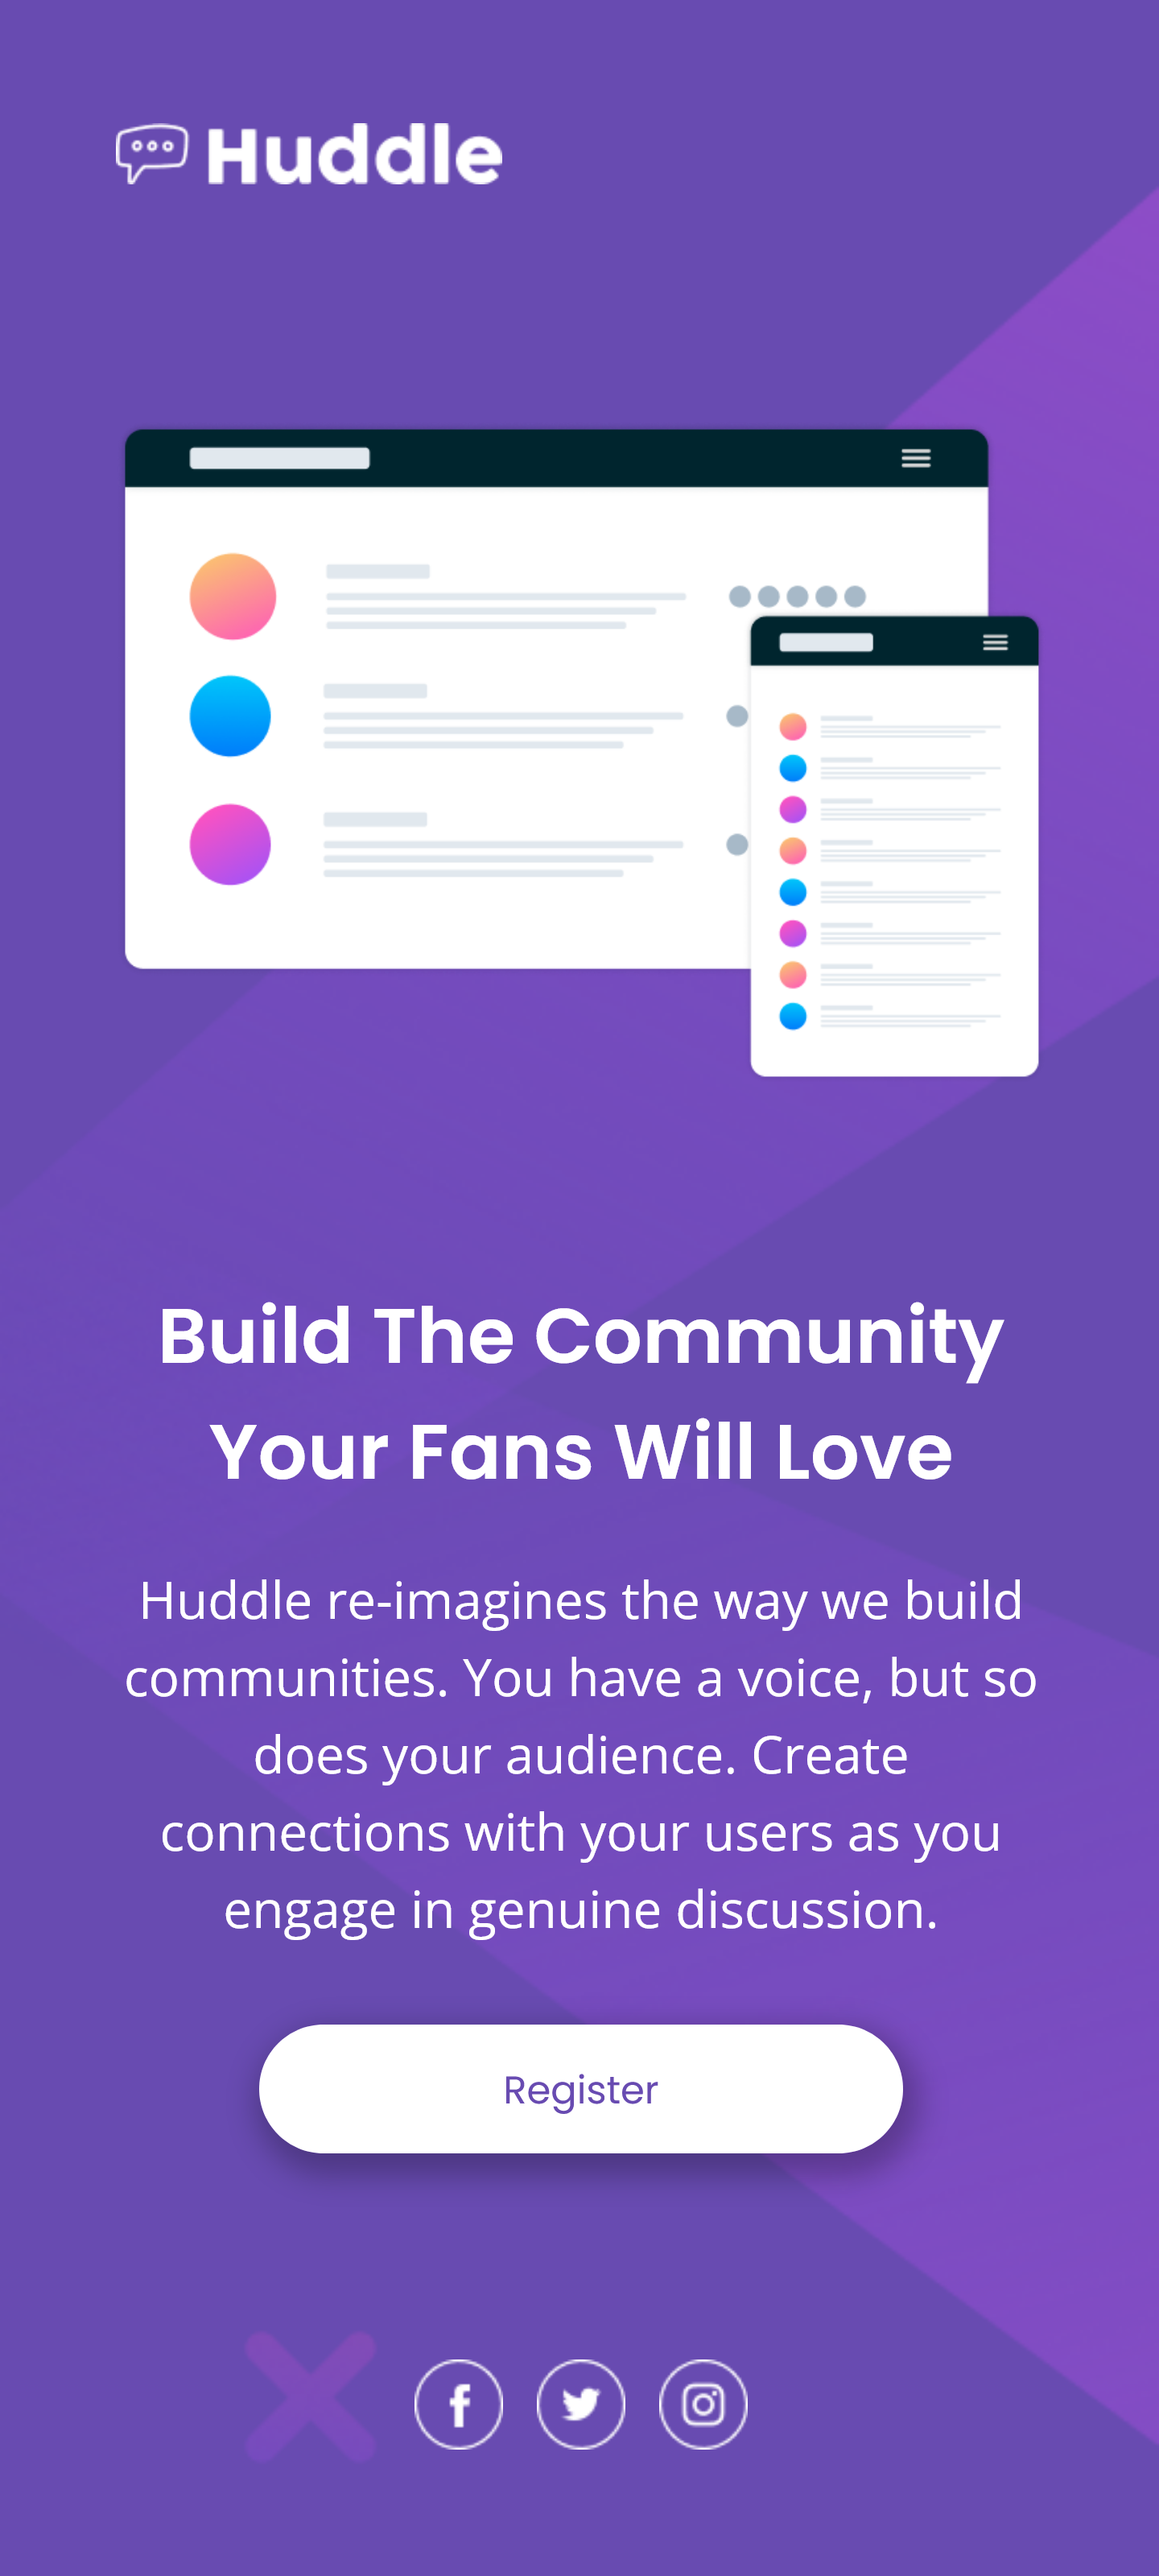 Huddle
Build The Community
Your Fans Will Love
Huddle re-imagines the way we build
communities. You have a voice, but so
does your audience. Create
connections with your users as you
engage in genuine discussion.
Register